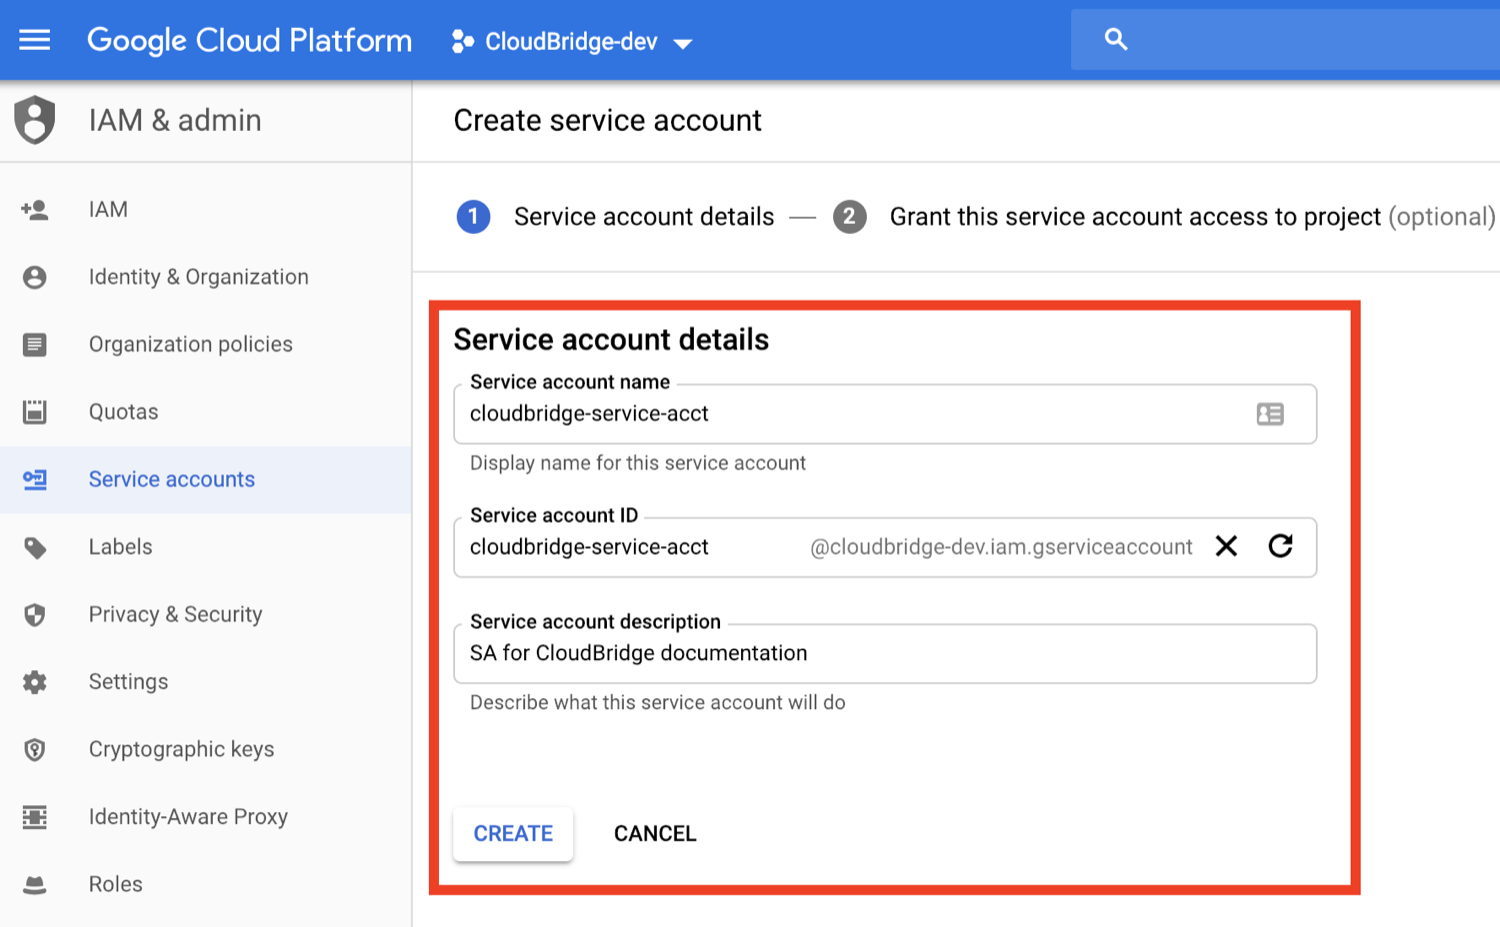 Google Cloud Platform CloudBridge-dev
IAM & admin
Create service account
1 Service account details — 2 Grant this service account access to project (optional)
IAM
Identity & Organization
Organization policies
Quotas
Service accounts
Labels
Privacy & Security
Settings
Cryptographic keys
Identity-Aware Proxy
Roles
Service account details
Service account name
cloudbridge-service-acct
Display name for this service account
Service account ID
cloudbridge-service-acct @cloudbridge-dev.iam.gserviceaccount
Service account description
SA for CloudBridge documentation
Describe what this service account will do
CREATE CANCEL